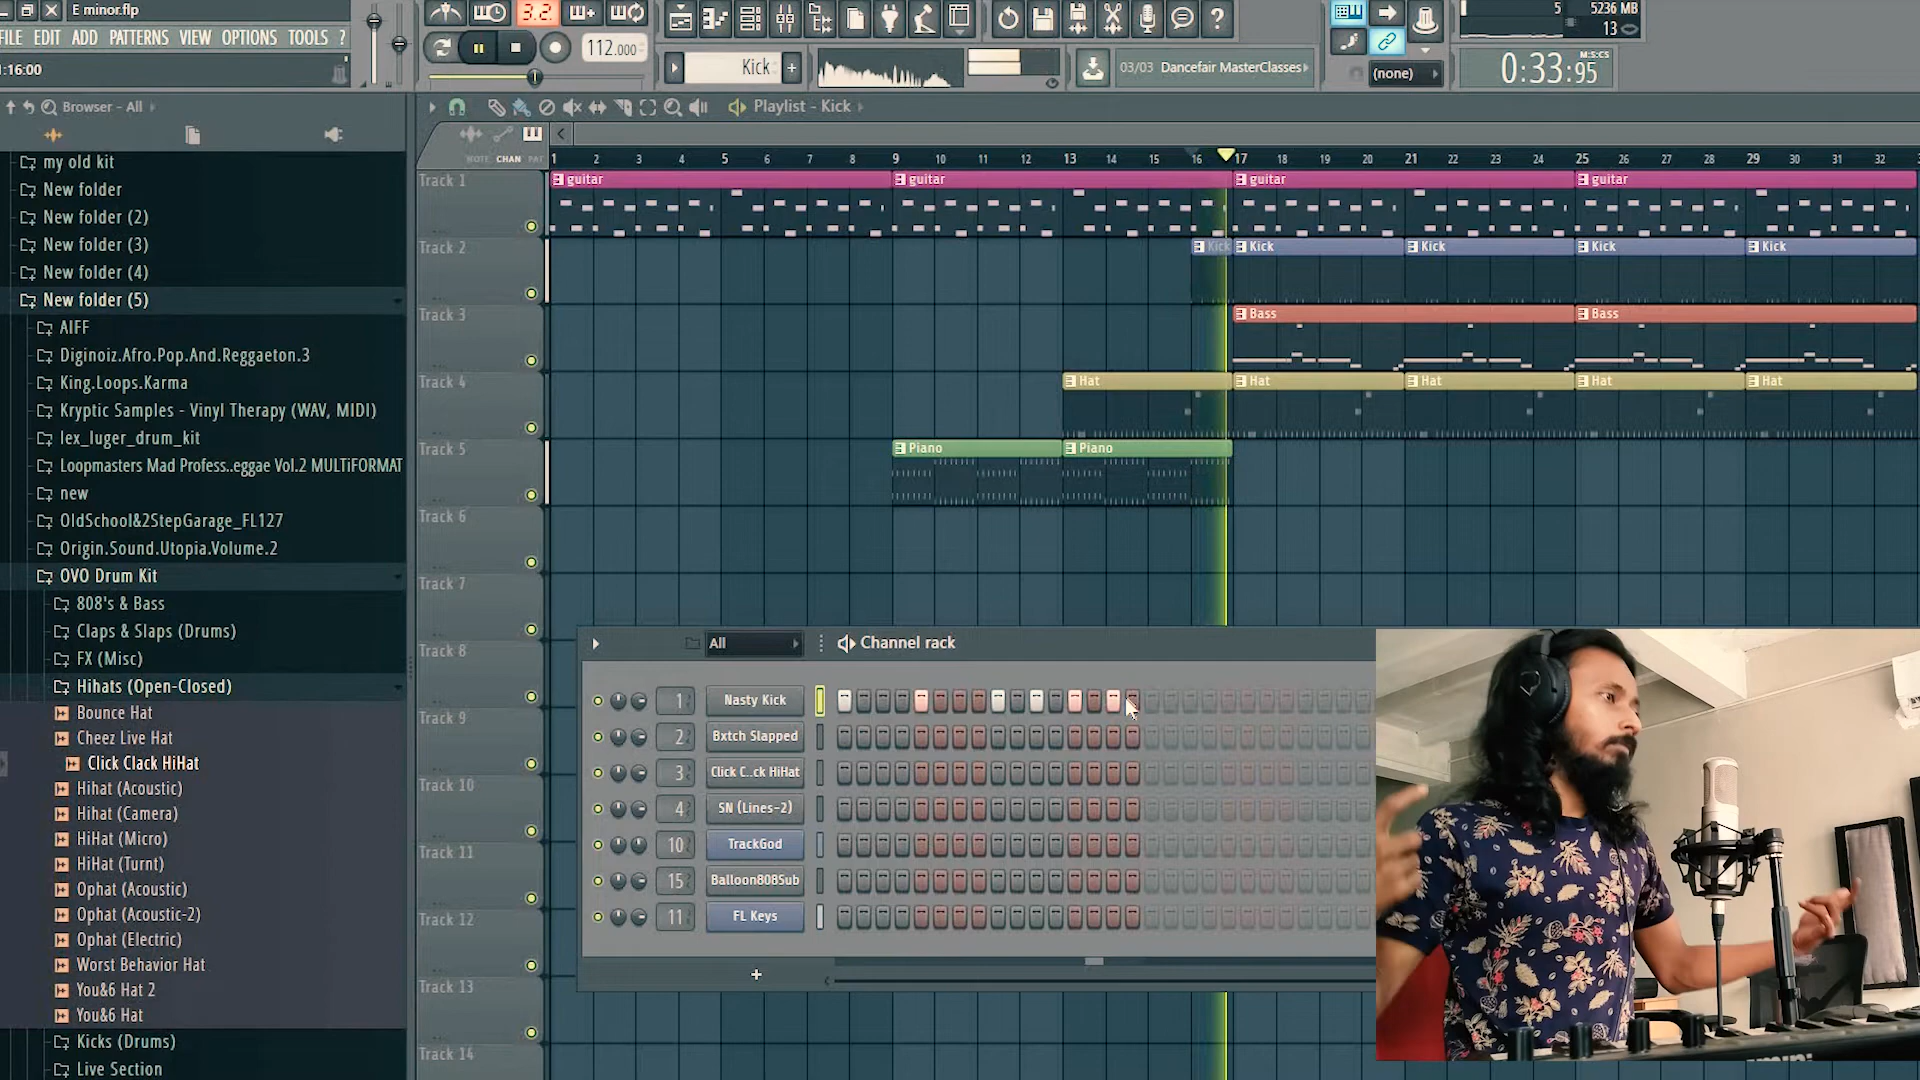 E minor.flp
FILE EDIT ADD PATTERNS VIEW OPTIONS TOOLS ?
1:16:00
3.2
112.000
Kick
03/03 Dancefair MasterClasses
(none)
5
5236 MB
13
0:33:95
M:S:CS
Browser - All
Playlist - Kick
NOTE CHAN PAT
1 2 3 4 5 6 7 8 9 10 11 12 13 14 15 16 17 18 19 20 21 22 23 24 25 26 27 28 29 30 31 32
my old kit
New folder
New folder (2)
New folder (3)
New folder (4)
New folder (5)
AIFF
Diginoiz.Afro.Pop.And.Reggaeton.3
King.Loops.Karma
Kryptic Samples - Vinyl Therapy (WAV, MIDI)
lex_luger_drum_kit
Loopmasters Mad Profess..eggae Vol.2 MULTiFORMAT
new
OldSchool&2StepGarage_FL127
Origin.Sound.Utopia.Volume.2
OVO Drum Kit
808's & Bass
Claps & Slaps (Drums)
FX (Misc)
Hihats (Open-Closed)
Bounce Hat
Cheez Live Hat
Click Clack HiHat
Hihat (Acoustic)
Hihat (Camera)
HiHat (Micro)
HiHat (Turnt)
Ophat (Acoustic)
Ophat (Acoustic-2)
Ophat (Electric)
Worst Behavior Hat
You&6 Hat 2
You&6 Hat
Kicks (Drums)
Live Section
Track 1
guitar guitar guitar guitar
Track 2
Kick Kick Kick Kick Kick
Track 3
Bass Bass
Track 4
Hat Hat Hat Hat Hat
Track 5
Piano Piano
Track 6
Track 7
Track 8
Track 9
Track 10
Track 11
Track 12
Track 13
Track 14
All
Channel rack
1 Nasty Kick
2 Bxtch Slapped
3 Click C..ck HiHat
4 SN (Lines-2)
10 TrackGod
15 Balloon808Sub
11 FL Keys